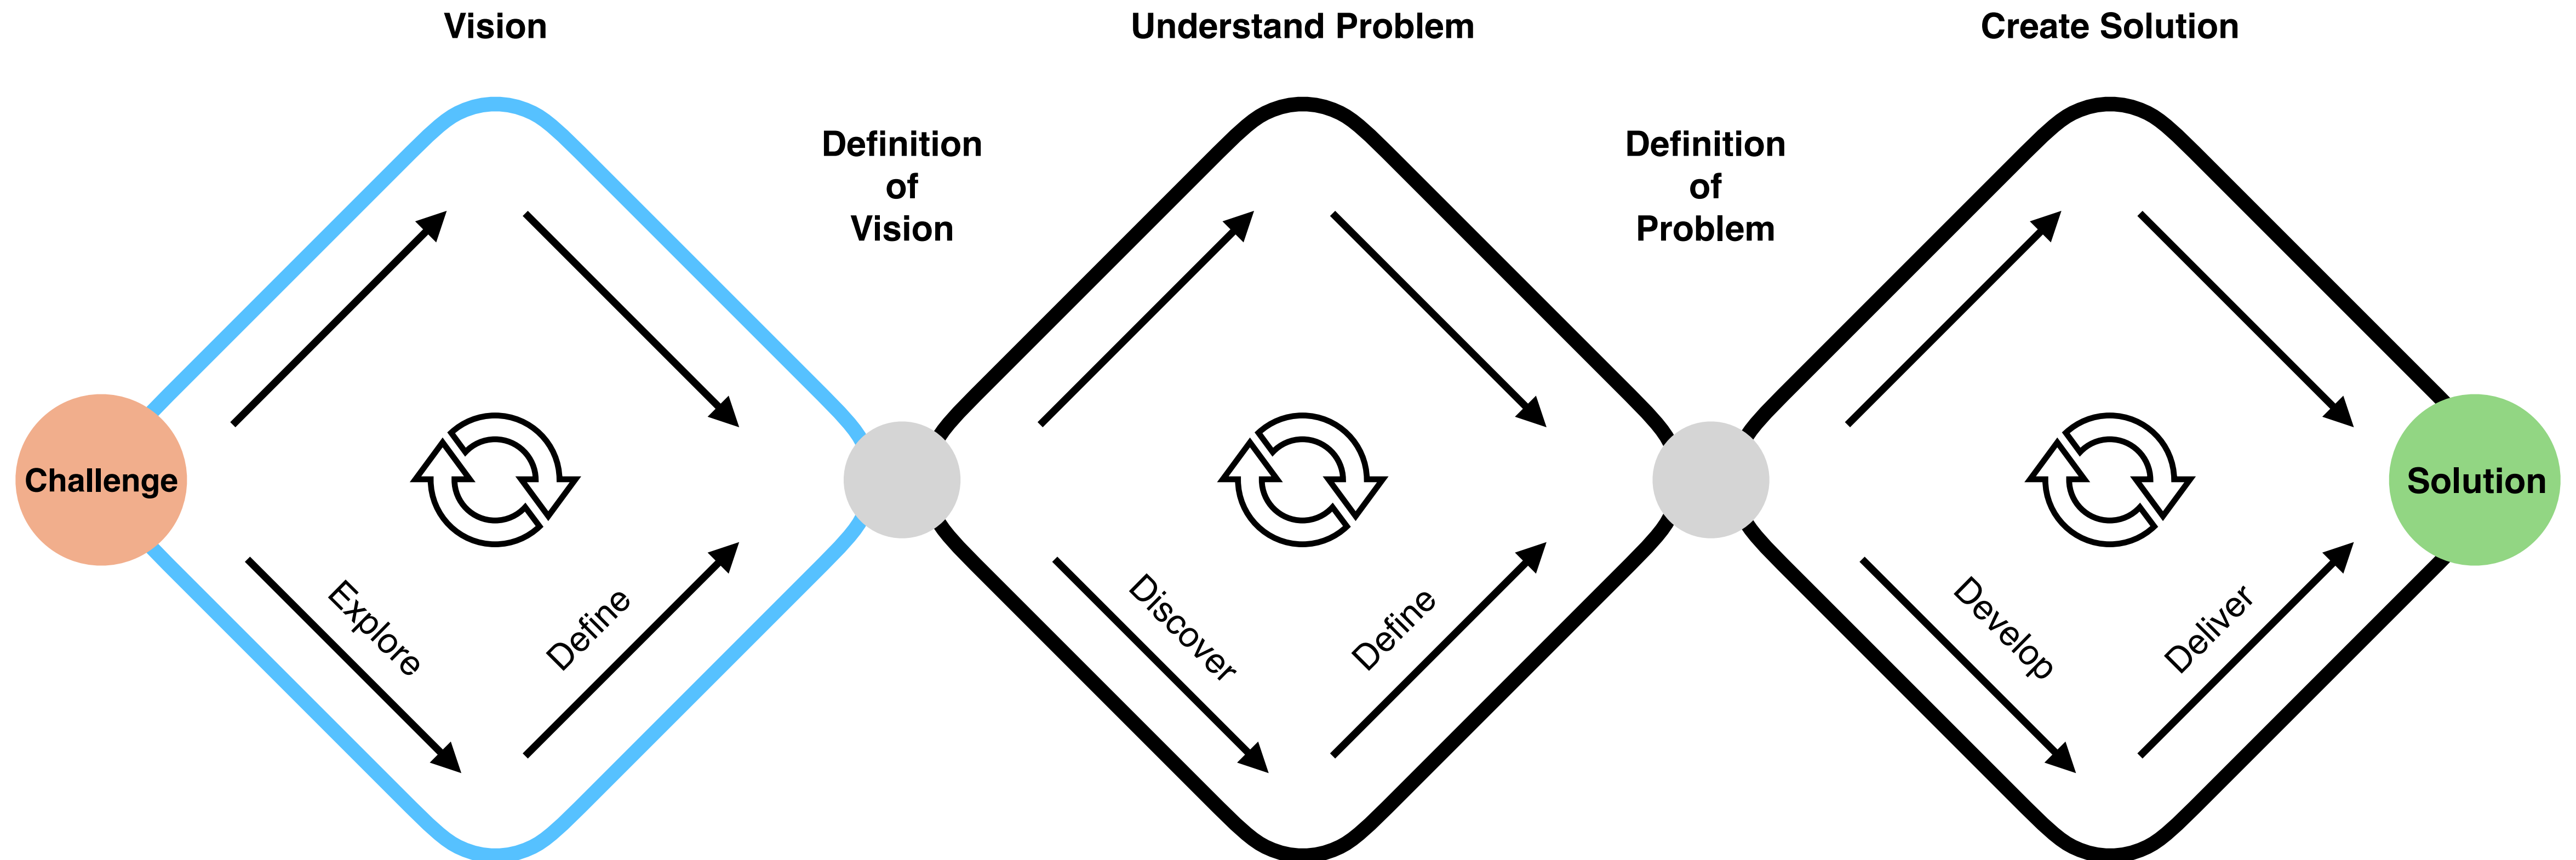 Vision
Understand Problem
Create Solution
Definition
of
Vision
Definition
of
Problem
Challenge
Solution
Explore
Define
Discover
Define
Develop
Deliver